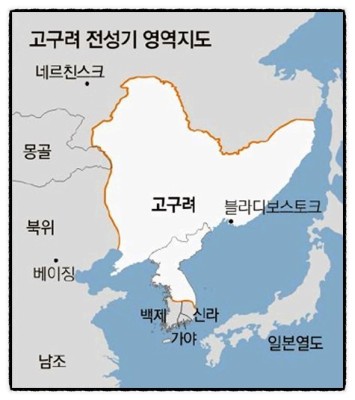 고구려 전성기 영역지도
네르친스크
몽골
고구려
블라디보스토크
북위
베이징
백제
신라
가야
일본열도
남조